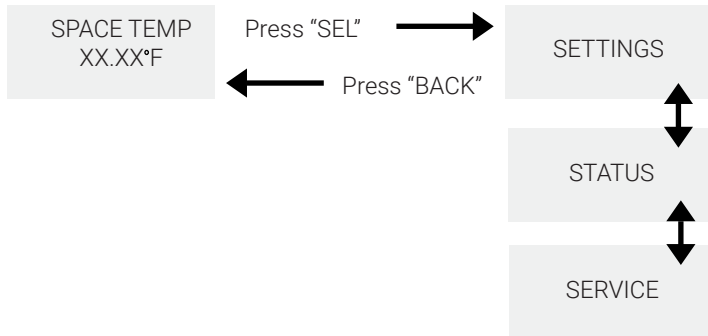 SPACE TEMP
XX.XX°F
Press “SEL”
Press “BACK”
SETTINGS
STATUS
SERVICE